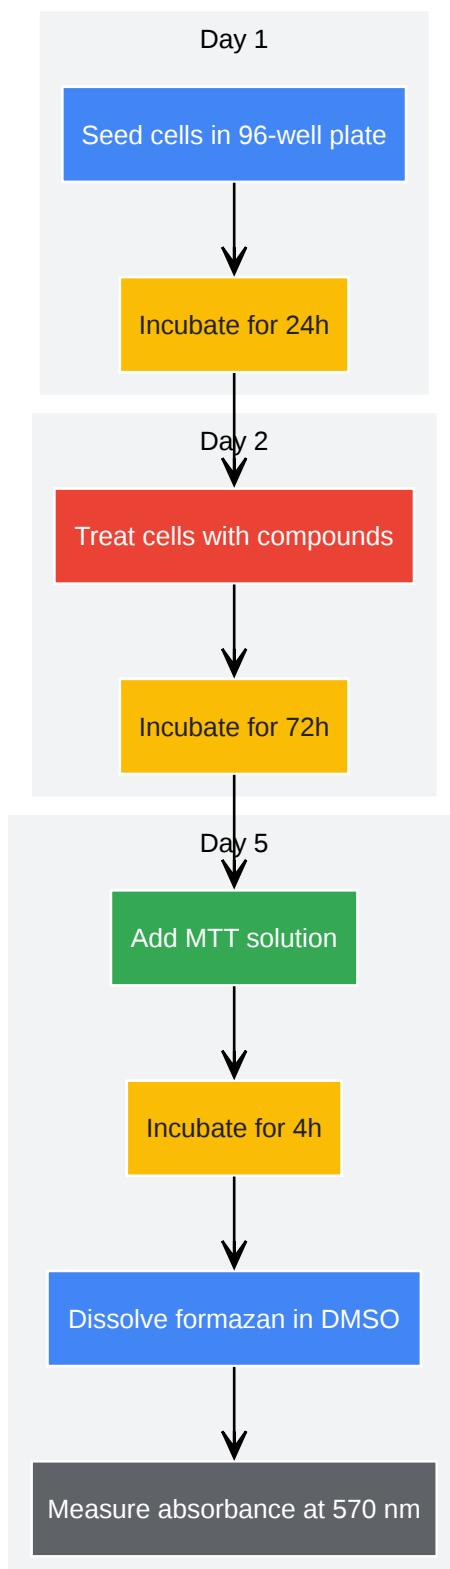 Day 1
Seed cells in 96-well plate
Incubate for 24h
Day 2
Treat cells with compounds
Incubate for 72h
Day 5
Add MTT solution
Incubate for 4h
Dissolve formazan in DMSO
Measure absorbance at 570 nm